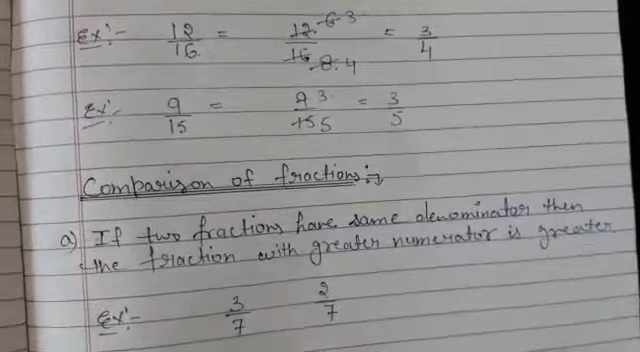 Ex:- 12/16 = 12 6 3/16 8 4 = 3/4
Ex:- 9/15 = 9 3/15 5 = 3/5
Comparison of fractions:-
a) If two fractions have same denominator then
the fraction with greater numerator is greater
Ex:- 3/7 2/7